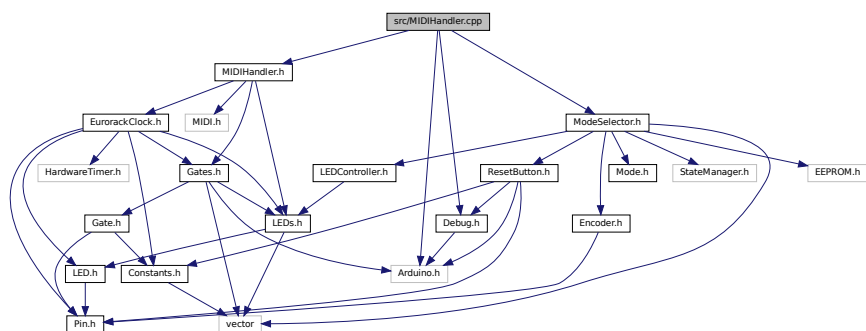 src/MIDIHandler.cpp
MIDIHandler.h
EurorackClock.h
MIDI.h
ModeSelector.h
HardwareTimer.h
Gates.h
LEDController.h
ResetButton.h
Mode.h
StateManager.h
EEPROM.h
Gate.h
LEDs.h
Debug.h
Encoder.h
LED.h
Constants.h
Arduino.h
Pin.h
vector